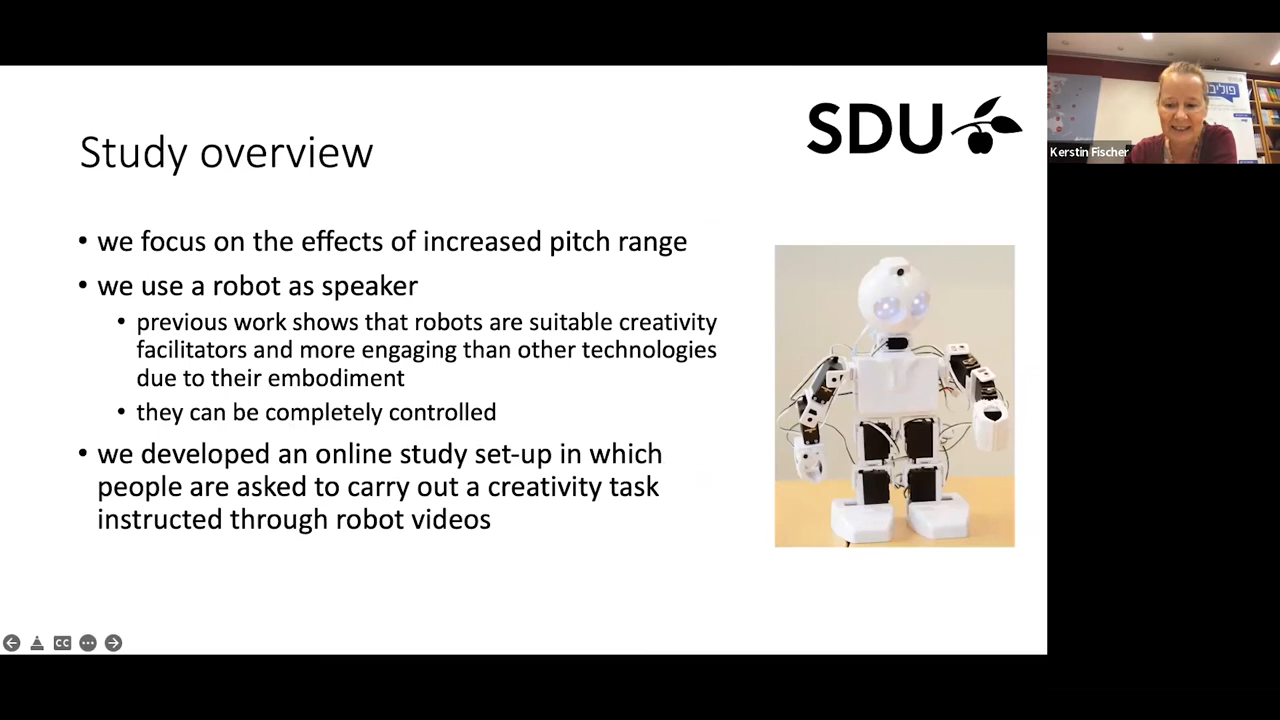 Study overview
SDU
• we focus on the effects of increased pitch range
• we use a robot as speaker
• previous work shows that robots are suitable creativity
facilitators and more engaging than other technologies
due to their embodiment
• they can be completely controlled
• we developed an online study set-up in which
people are asked to carry out a creativity task
instructed through robot videos
CC
Kerstin Fischer